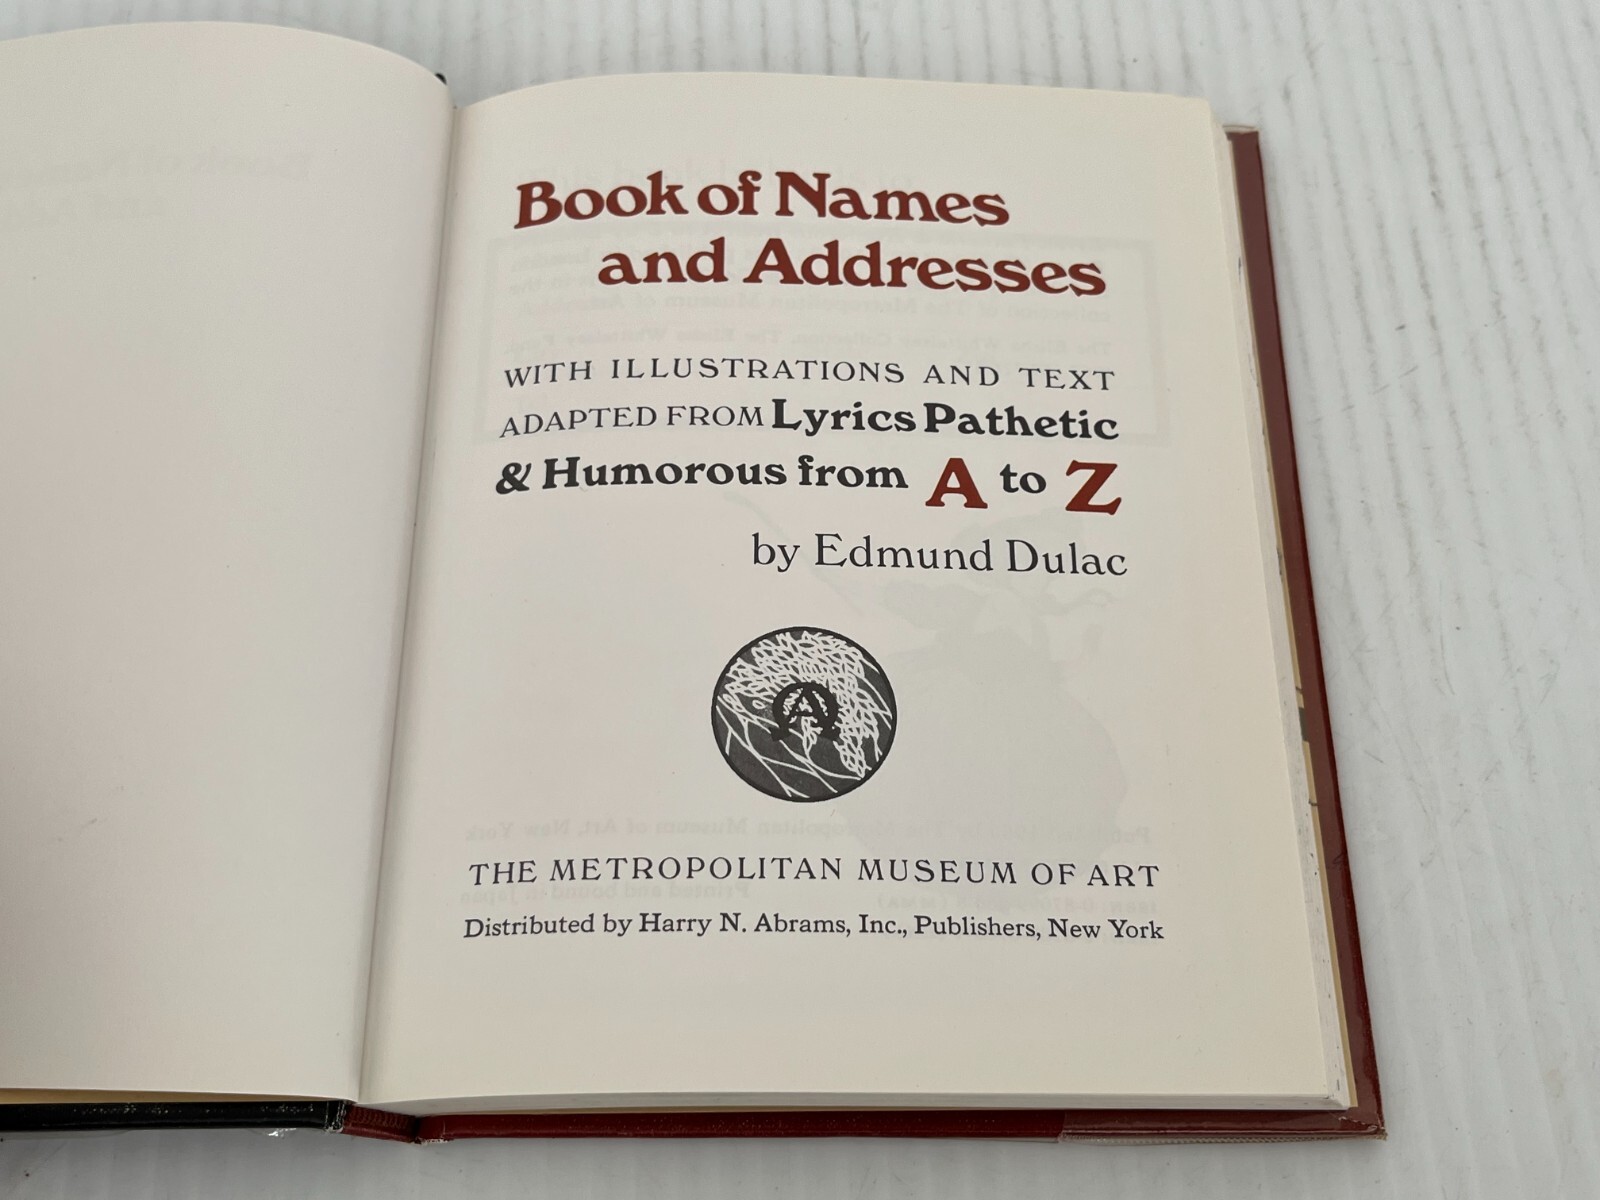 Book of Names
and Addresses
WITH ILLUSTRATIONS AND TEXT
ADAPTED FROM Lyrics Pathetic
& Humorous from A to Z
by Edmund Dulac
A
THE METROPOLITAN MUSEUM OF ART
Distributed by Harry N. Abrams, Inc., Publishers, New York